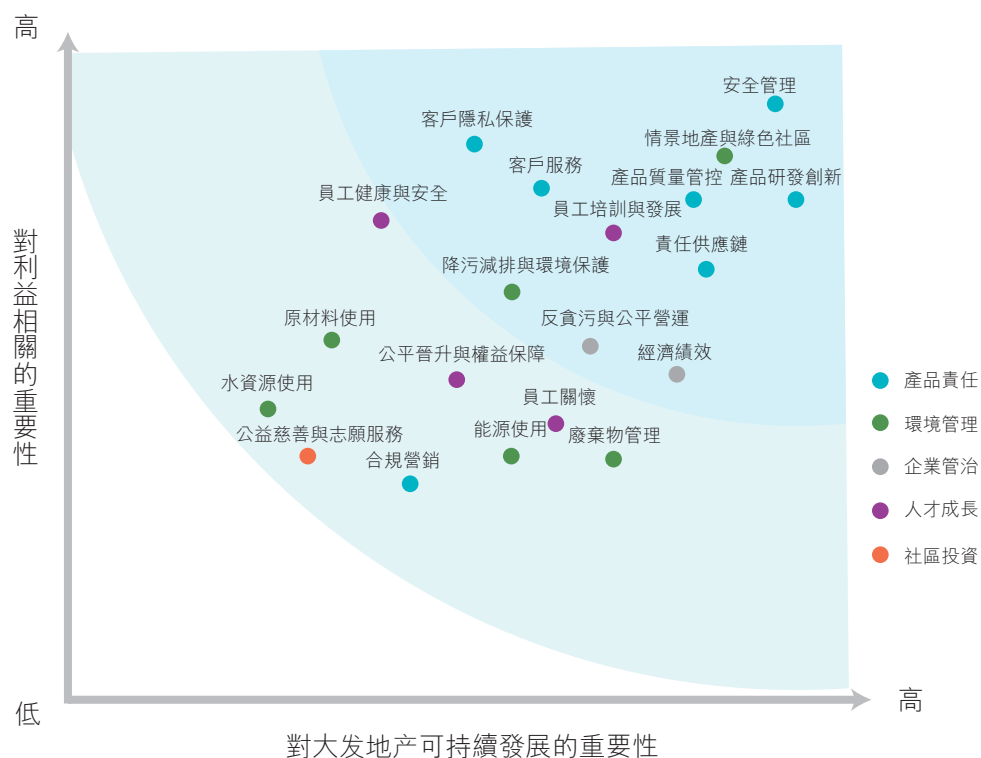 高
安全管理
客戶隱私保護
情景地產與綠色社區
客戶服務
產品質量管控 產品研發創新
員工健康與安全
員工培訓與發展
責任供應鏈
降污減排與環境保護
對利益相關的重要性
原材料使用
反貪污與公平營運
公平晉升與權益保障
經濟績效
水資源使用
員工關懷
公益慈善與志願服務
能源使用
廢棄物管理
合規營銷
產品責任
環境管理
企業管治
人才成長
社區投資
低
高
對大发地产可持續發展的重要性